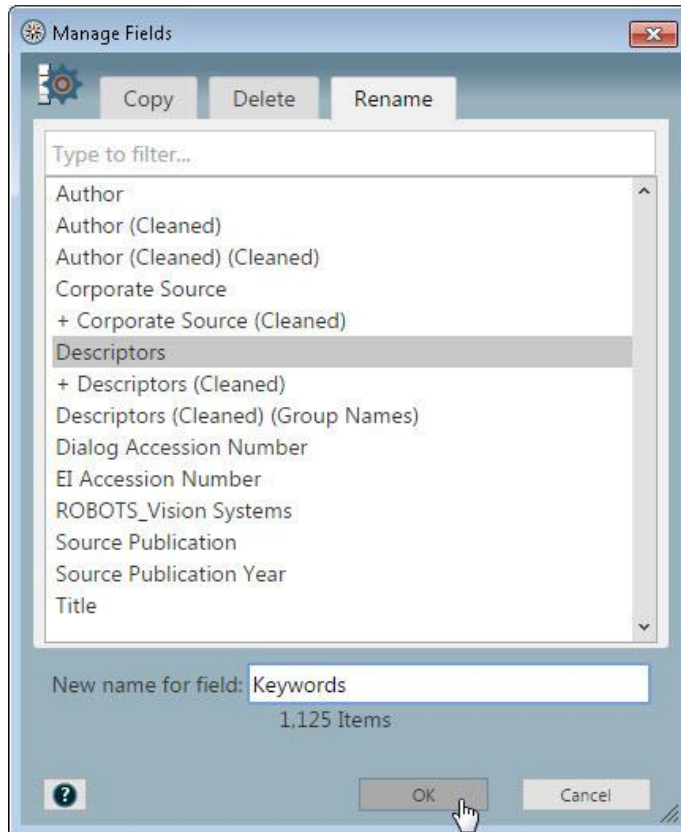 Manage Fields
Copy Delete Rename
Type to filter...
Author
Author (Cleaned)
Author (Cleaned) (Cleaned)
Corporate Source
+ Corporate Source (Cleaned)
Descriptors
+ Descriptors (Cleaned)
Descriptors (Cleaned) (Group Names)
Dialog Accession Number
EI Accession Number
ROBOTS_Vision Systems
Source Publication
Source Publication Year
Title
New name for field: Keywords
1,125 Items
? OK Cancel